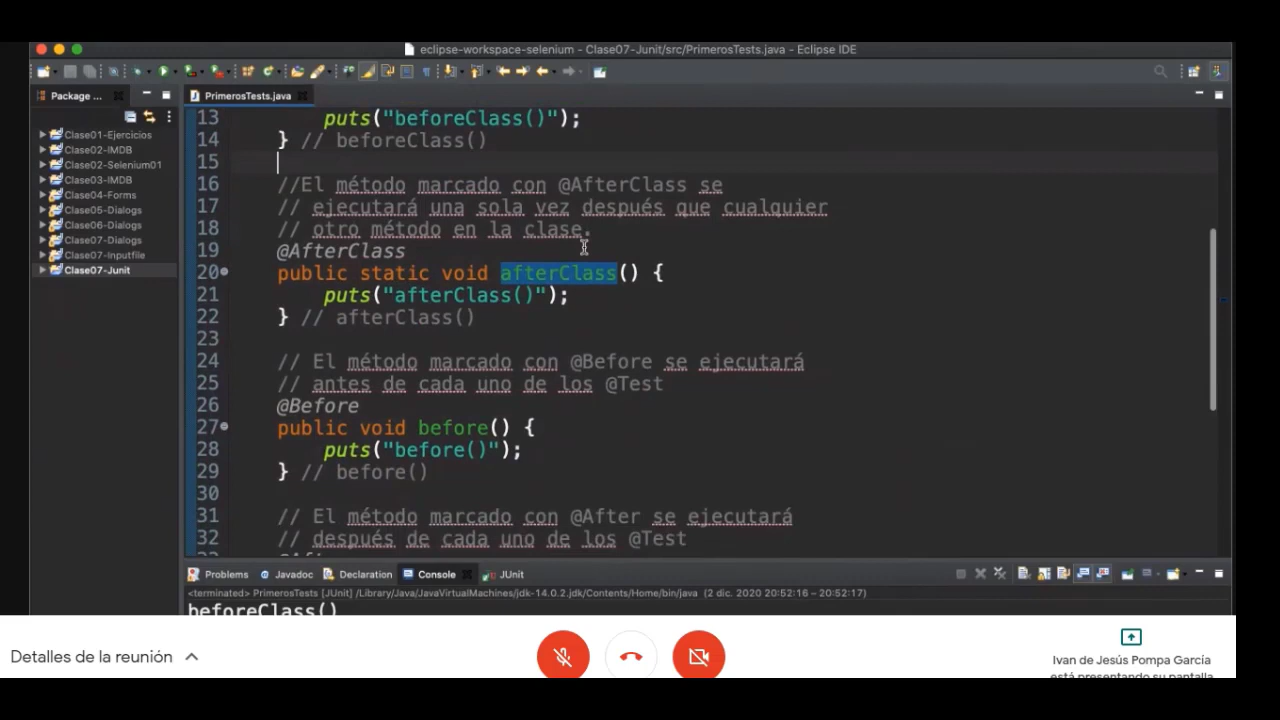 eclipse-workspace-selenium - Clase07-Junit/src/PrimerosTests.java - Eclipse IDE
Package ...
PrimerosTests.java
Clase01-Ejercicios
Clase02-IMDB
Clase02-Selenium01
Clase03-IMDB
Clase04-Forms
Clase05-Dialogs
Clase06-Dialogs
Clase07-Dialogs
Clase07-Inputfile
Clase07-Junit
13 puts("beforeClass()");
14 } // beforeClass()
15
16 //El método marcado con @AfterClass se
17 // ejecutará una sola vez después que cualquier
18 // otro método en la clase.
19 @AfterClass
20 public static void afterClass() {
21 puts("afterClass()");
22 } // afterClass()
23
24 // El método marcado con @Before se ejecutará
25 // antes de cada uno de los @Test
26 @Before
27 public void before() {
28 puts("before()");
29 } // before()
30
31 // El método marcado con @After se ejecutará
32 // después de cada uno de los @Test
Problems Javadoc Declaration Console JUnit
<terminated> PrimerosTests [JUnit] /Library/Java/JavaVirtualMachines/jdk-14.0.2.jdk/Contents/Home/bin/java (2 dic. 2020 20:52:16 – 20:52:17)
beforeClass()
Detalles de la reunión
Ivan de Jesús Pompa García
está presentando su pantalla